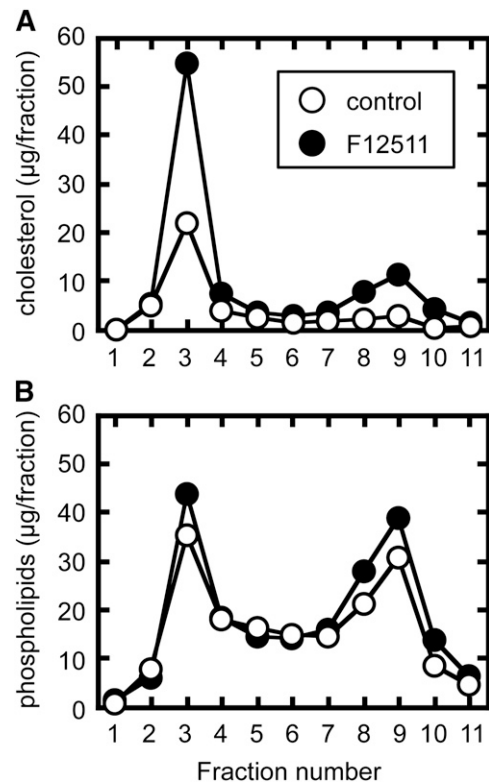 A
cholesterol (µg/fraction)
60
50
40
30
20
10
0
control
F12511
1 2 3 4 5 6 7 8 9 10 11
B
phospholipids (µg/fraction)
60
50
40
30
20
10
0
1 2 3 4 5 6 7 8 9 10 11
Fraction number